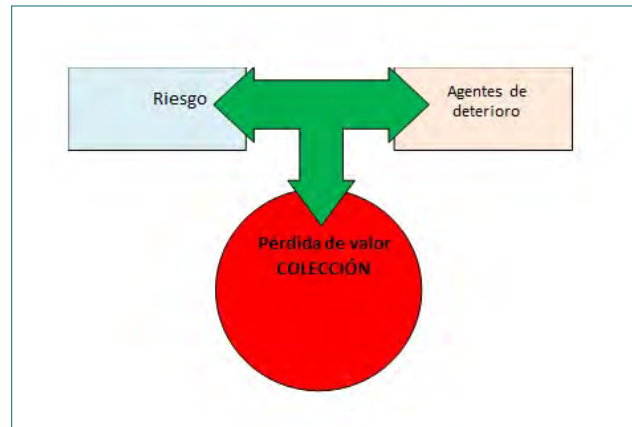 Riesgo
Agentes de
deterioro
Pérdida de valor
COLECCIÓN